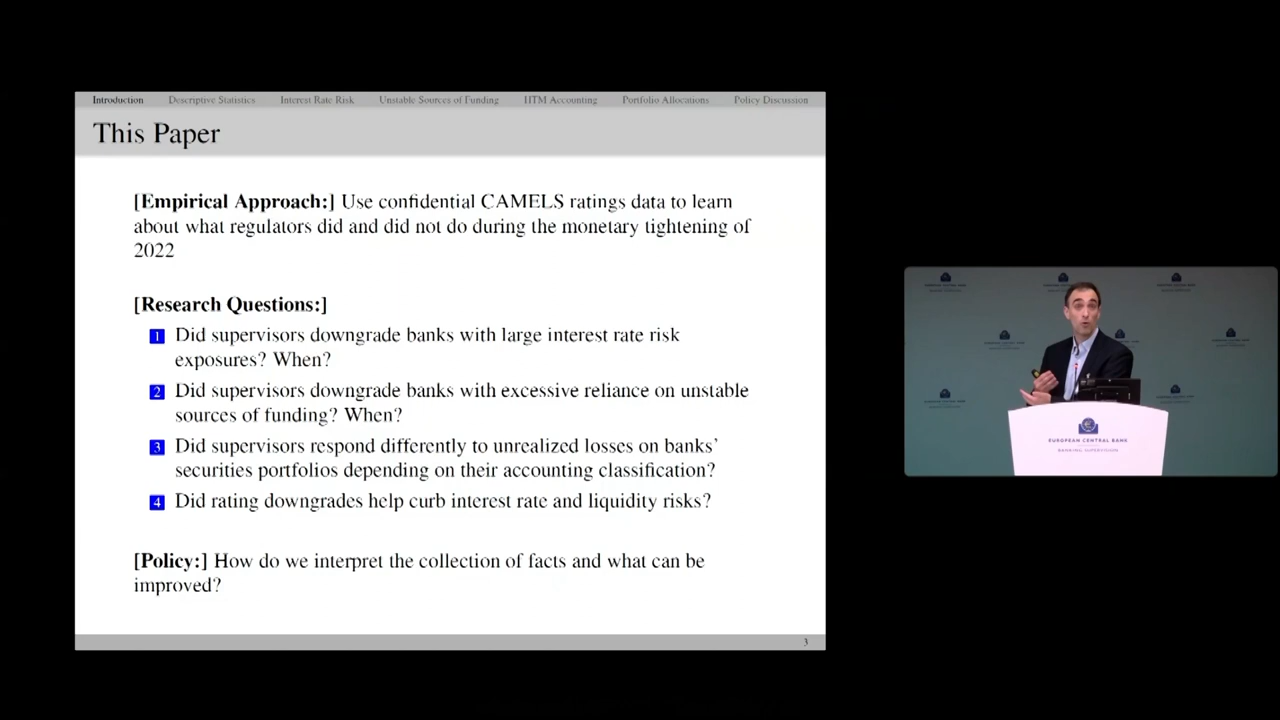 Introduction Descriptive Statistics Interest Rate Risk Unstable Sources of Funding HTM Accounting Portfolio Allocations Policy Discussion
This Paper
[Empirical Approach:] Use confidential CAMELS ratings data to learn
about what regulators did and did not do during the monetary tightening of
2022
[Research Questions:]
1 Did supervisors downgrade banks with large interest rate risk
exposures? When?
2 Did supervisors downgrade banks with excessive reliance on unstable
sources of funding? When?
3 Did supervisors respond differently to unrealized losses on banks'
securities portfolios depending on their accounting classification?
4 Did rating downgrades help curb interest rate and liquidity risks?
[Policy:] How do we interpret the collection of facts and what can be
improved?
3
EUROPEAN CENTRAL BANK
BANKING SUPERVISION